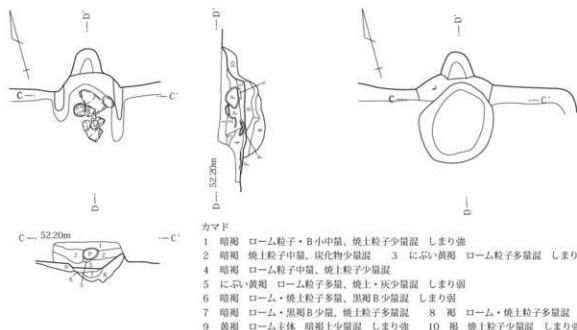 D'
D'
C
C'
C
C'
D
D
52.20m
D
D
C 52.20m C'
カマド
1 暗褐 ローム粒子・B小中量、焼土粒子少量混 しまり強
2 暗褐 焼土粒子中量、炭化物少量混 3 にぶい黄褐 ローム粒子多量混 しまり弱
4 暗褐 ローム粒子中量、焼土粒子少量混
5 にぶい黄褐 ローム粒子多量、焼土・灰少量混 しまり弱
6 暗褐 ローム・焼土粒子多量、黒褐B少量混 しまり弱
7 暗褐 ローム・黒褐B少量、焼土粒子多量混 8 褐 ローム・焼土粒子多量混
9 黄褐 ローム主体 暗褐土少量混 しまり強 10 褐 焼土粒子少量混 しまり強